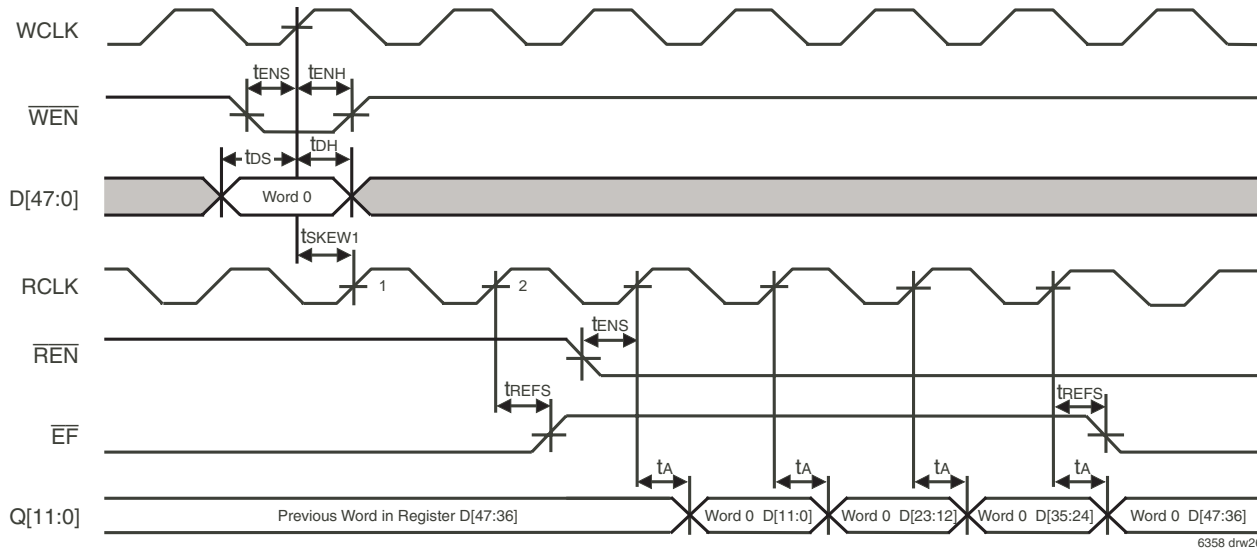 WCLK
tENS tENH
WEN
tDS tDH
D[47:0] Word 0
tSKEW1
RCLK 1 2
tENS
REN
tREFS tREFS
EF
tA tA tA tA
Q[11:0] Previous Word in Register D[47:36] Word 0 D[11:0] Word 0 D[23:12] Word 0 D[35:24] Word 0 D[47:36]